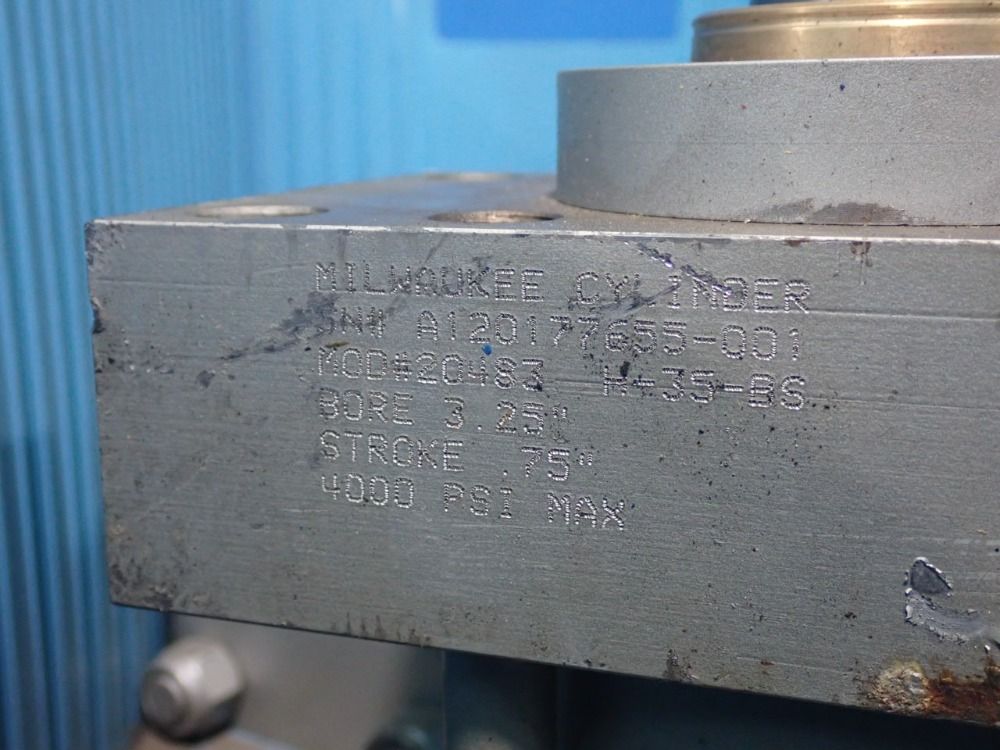 MILWAUKEE CYLINDER
SN# A120177655-001
MOD#20483 H-35-BS
BORE 3.25"
STROKE .75"
4000 PSI MAX